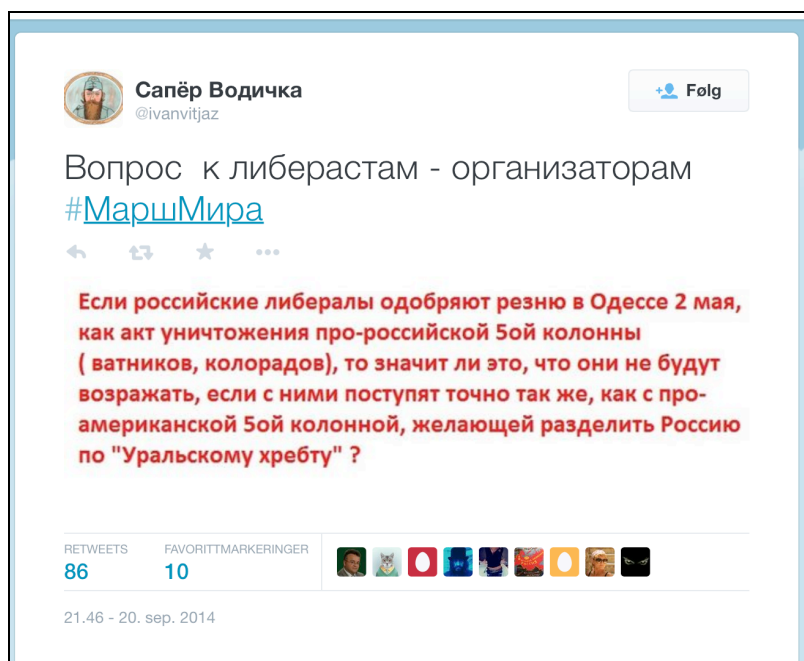 Сапёр Водичка
@ivanvitjaz
Følg
Вопрос к либерастам - организаторам
#МаршМира
Если российские либералы одобряют резню в Одессе 2 мая,
как акт уничтожения про-российской 5ой колонны
( ватников, колорадов), то значит ли это, что они не будут
возражать, если с ними поступят точно так же, как с про-
американской 5ой колонной, желающей разделить Россию
по "Уральскому хребту" ?
RETWEETS
FAVORITTMARKERINGER
86
10
21.46 - 20. sep. 2014